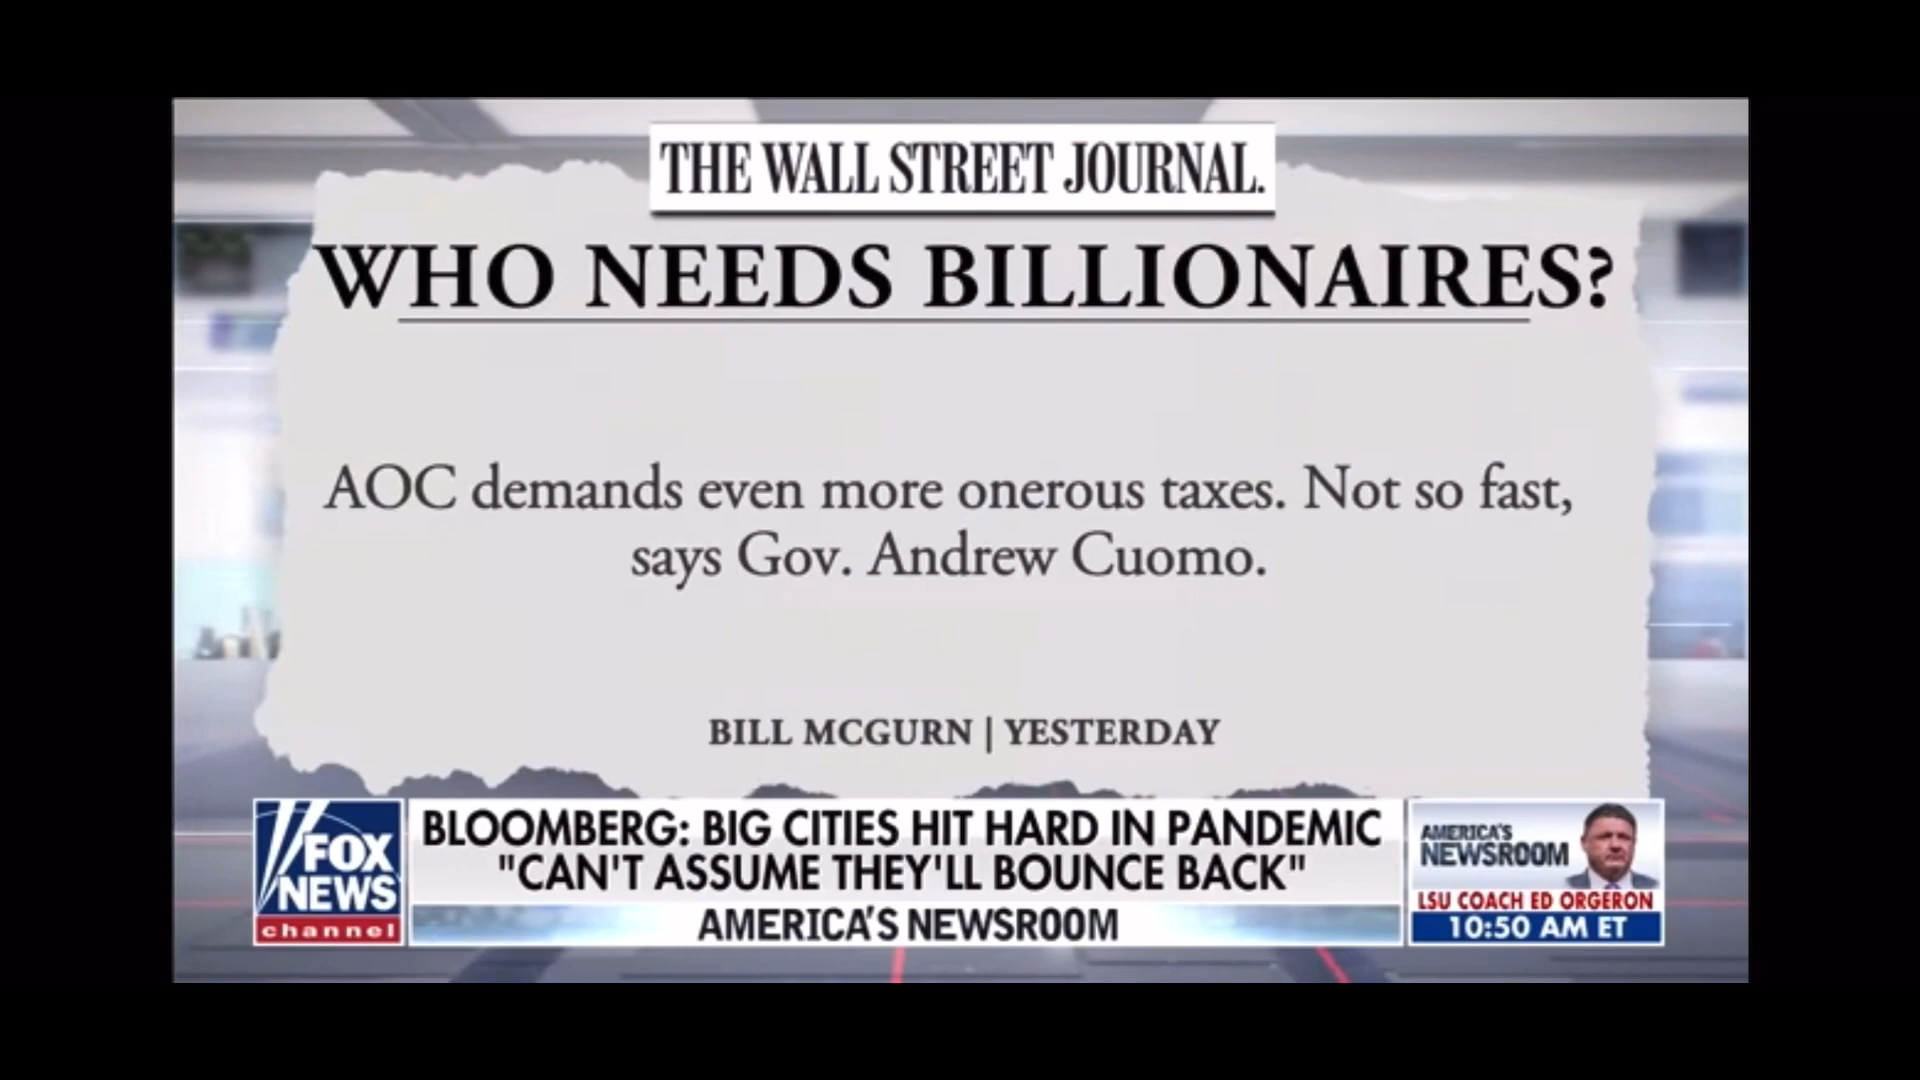 THE WALL STREET JOURNAL.
WHO NEEDS BILLIONAIRES?
AOC demands even more onerous taxes. Not so fast,
says Gov. Andrew Cuomo.
BILL MCGURN | YESTERDAY
FOX
NEWS
channel
BLOOMBERG: BIG CITIES HIT HARD IN PANDEMIC
"CAN'T ASSUME THEY'LL BOUNCE BACK"
AMERICA'S NEWSROOM
AMERICA'S
NEWSROOM
LSU COACH ED ORGERON
10:50 AM ET